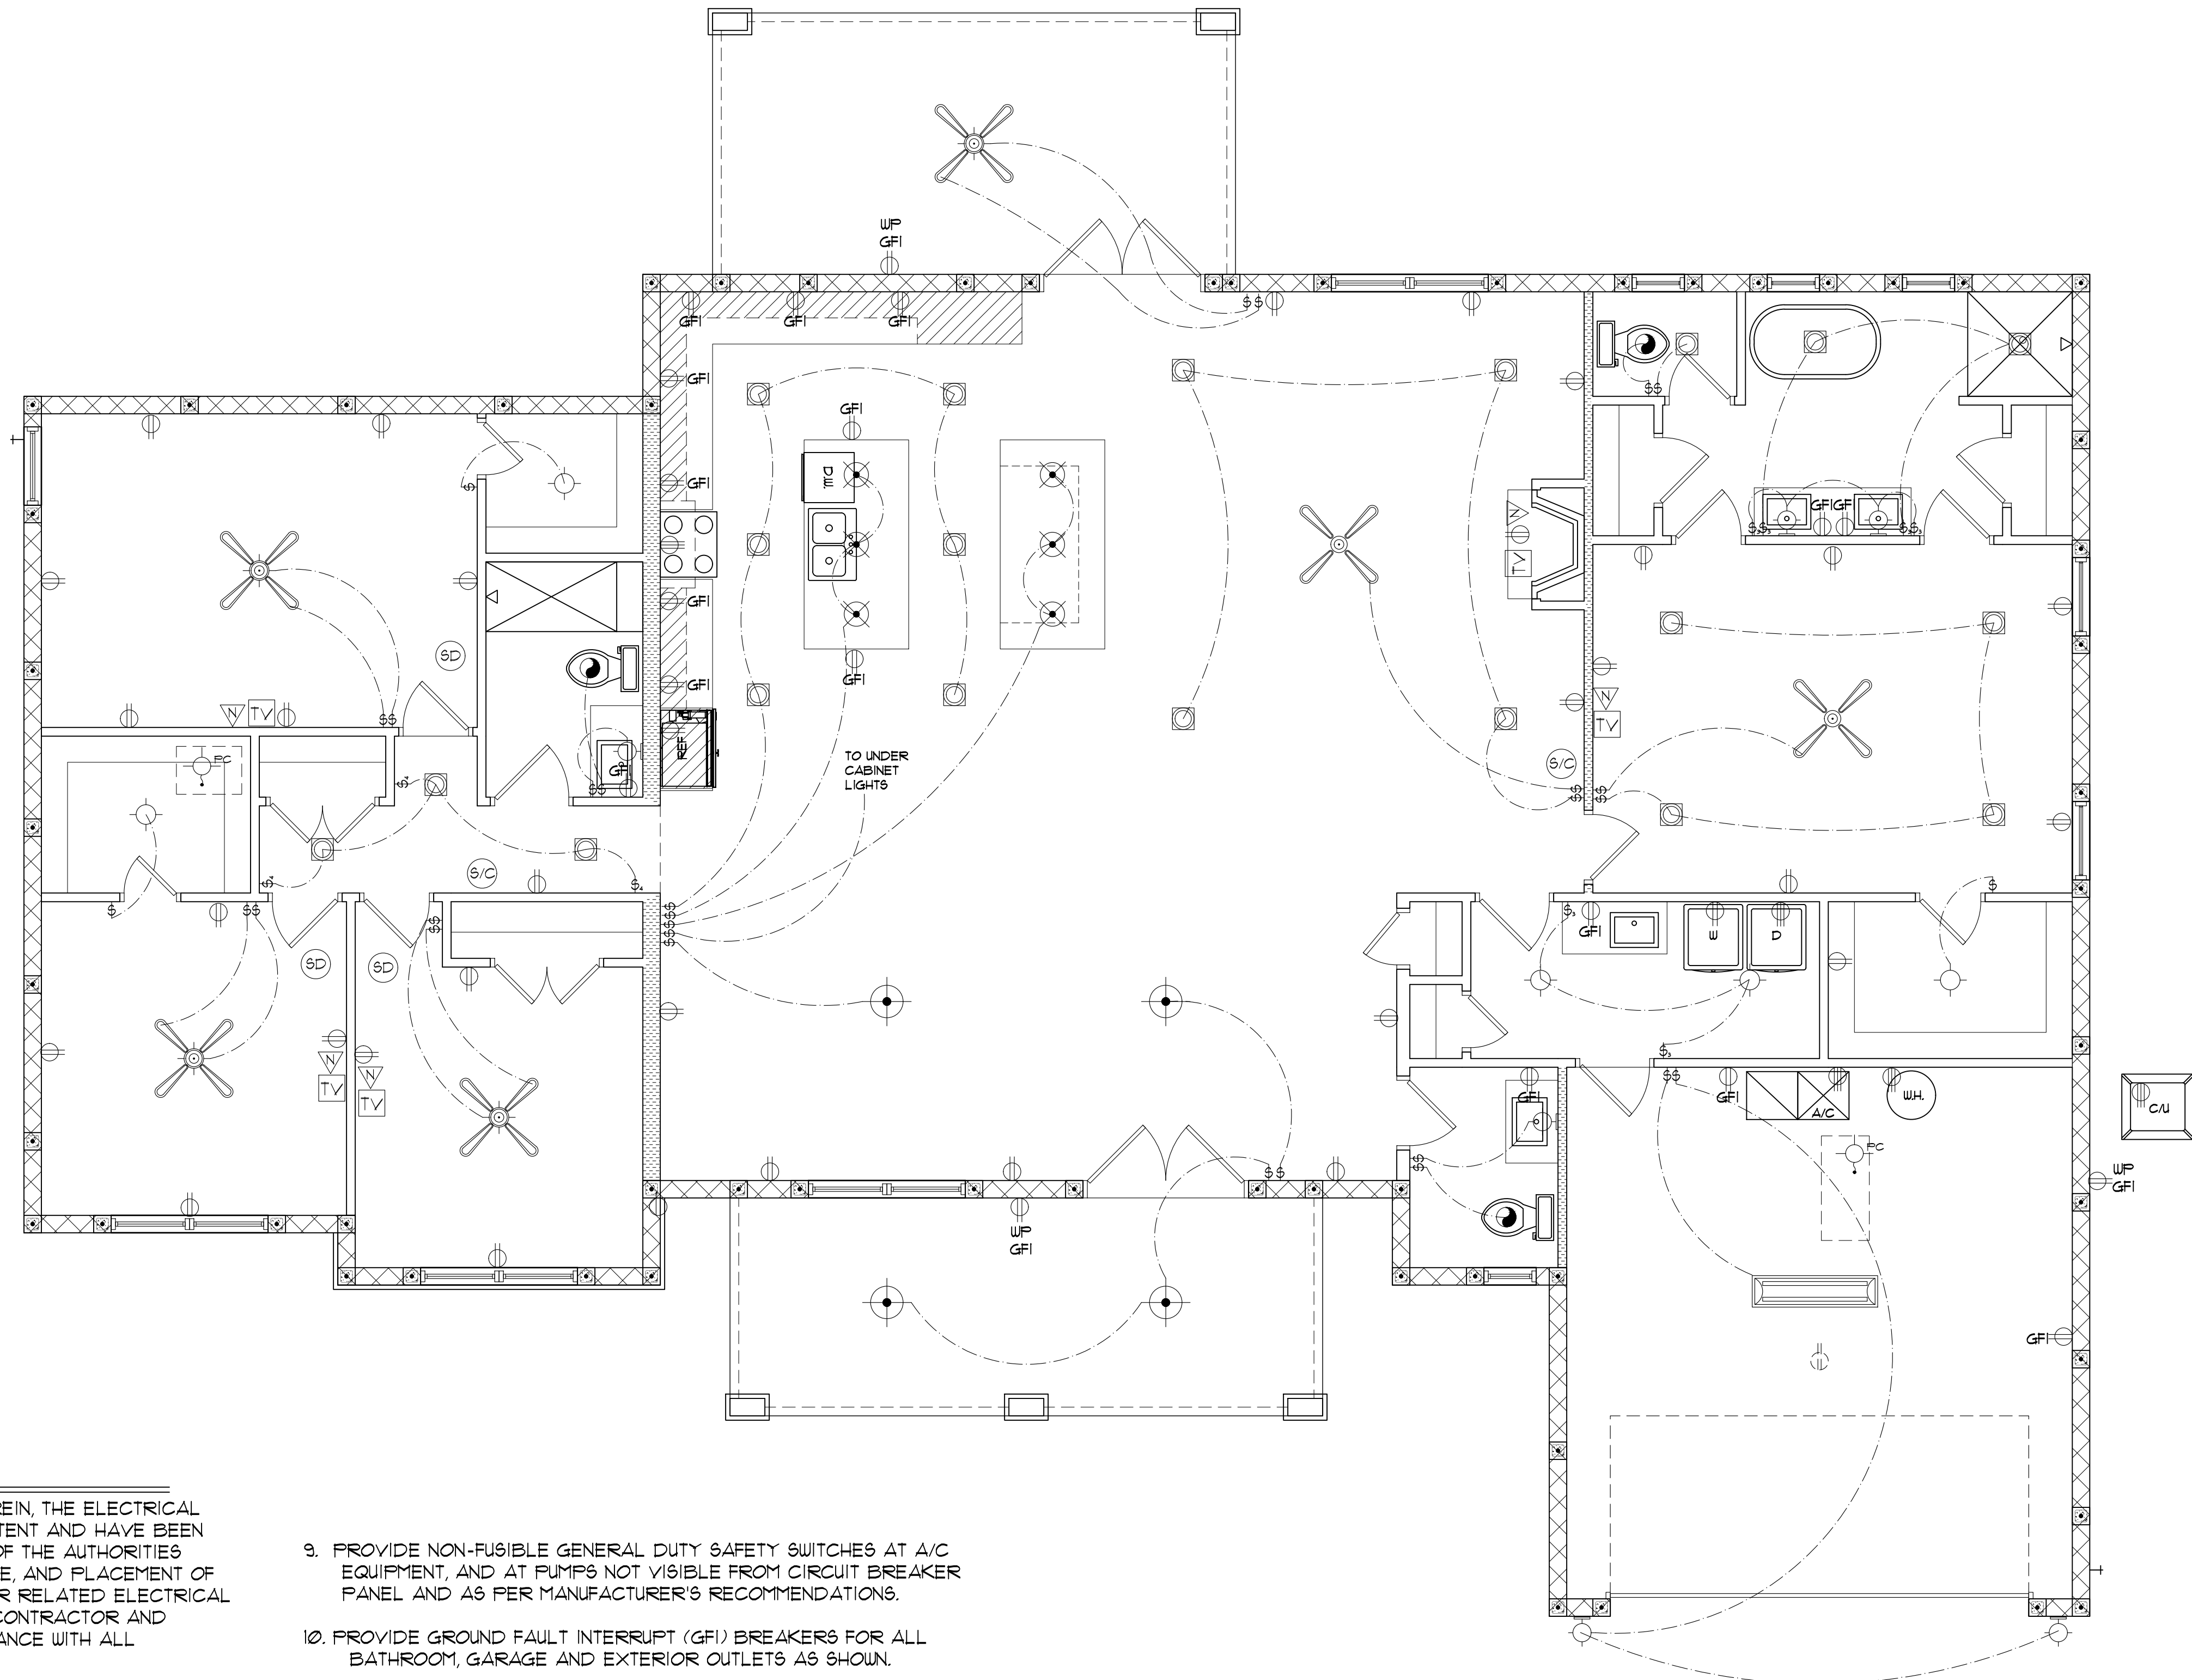 WP
GFI
GFI
GFI
GFI
GFI
GFI
D.W.
GFI
GFI
GFI
GFI
REF.
TO UNDER
CABINET
LIGHTS
SD
N
TV
PC
GFI
S/C
SD
SD
N
TV
N
TV
N
TV
GFI
GFI
N
TV
S/C
GFI
W
D
GFI
GFI
A/C
W.H.
PC
C/U
WP
GFI
GFI
WP
GFI
REIN, THE ELECTRICAL
TENT AND HAVE BEEN
OF THE AUTHORITIES
E, AND PLACEMENT OF
R RELATED ELECTRICAL
CONTRACTOR AND
ANCE WITH ALL
9. PROVIDE NON-FUSIBLE GENERAL DUTY SAFETY SWITCHES AT A/C
EQUIPMENT, AND AT PUMPS NOT VISIBLE FROM CIRCUIT BREAKER
PANEL AND AS PER MANUFACTURER'S RECOMMENDATIONS.
10. PROVIDE GROUND FAULT INTERRUPT (GFI) BREAKERS FOR ALL
BATHROOM, GARAGE AND EXTERIOR OUTLETS AS SHOWN.